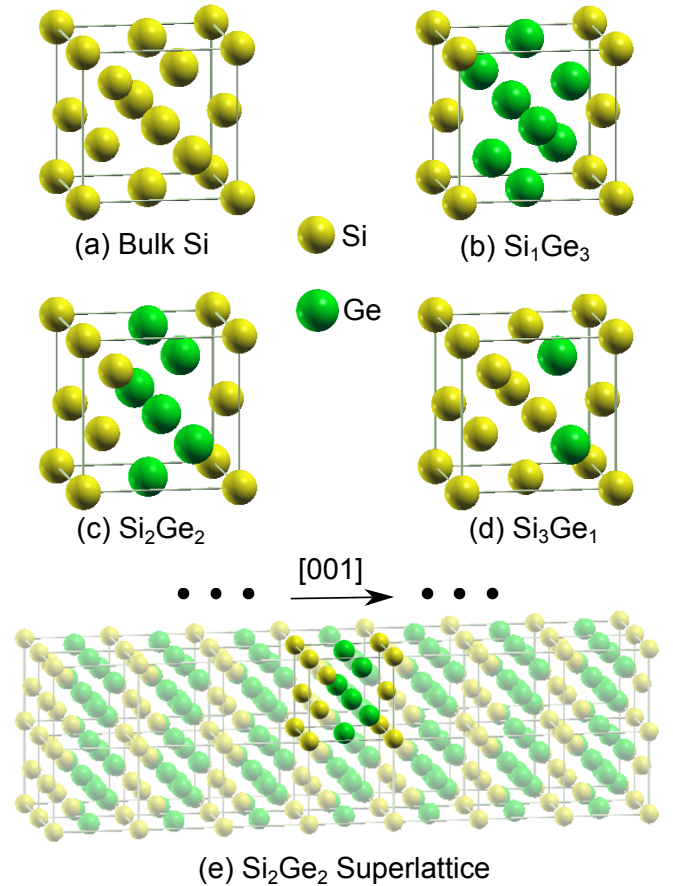 (a) Bulk Si
Si
(b) Si₁Ge₃
Ge
(c) Si₂Ge₂
(d) Si₃Ge₁
[001]
(e) Si₂Ge₂ Superlattice